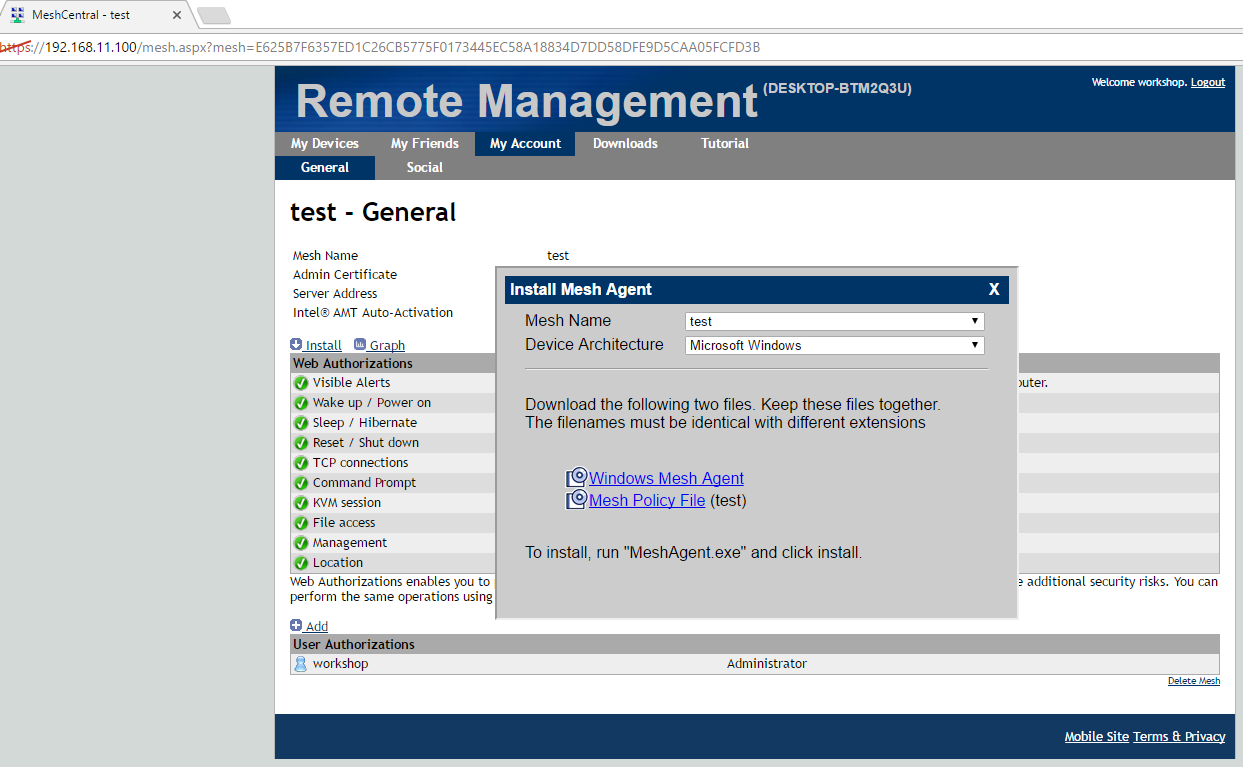 MeshCentral - test
https://192.168.11.100/mesh.aspx?mesh=E625B7F6357ED1C26CB5775F0173445EC58A18834D7DD58DFE9D5CAA05FCFD3B
Remote Management (DESKTOP-BTM2Q3U)
Welcome workshop. Logout
My Devices My Friends My Account Downloads Tutorial
General Social
test - General
Mesh Name test
Admin Certificate
Server Address
Intel® AMT Auto-Activation
Install Graph
Web Authorizations
Visible Alerts
Wake up / Power on
Sleep / Hibernate
Reset / Shut down
TCP connections
Command Prompt
KVM session
File access
Management
Location
Web Authorizations enables you to additional security risks. You can
perform the same operations using
Install Mesh Agent X
Mesh Name test
Device Architecture Microsoft Windows
Download the following two files. Keep these files together.
The filenames must be identical with different extensions
Windows Mesh Agent
Mesh Policy File (test)
To install, run "MeshAgent.exe" and click install.
Add
User Authorizations
workshop Administrator
Delete Mesh
Mobile Site Terms & Privacy